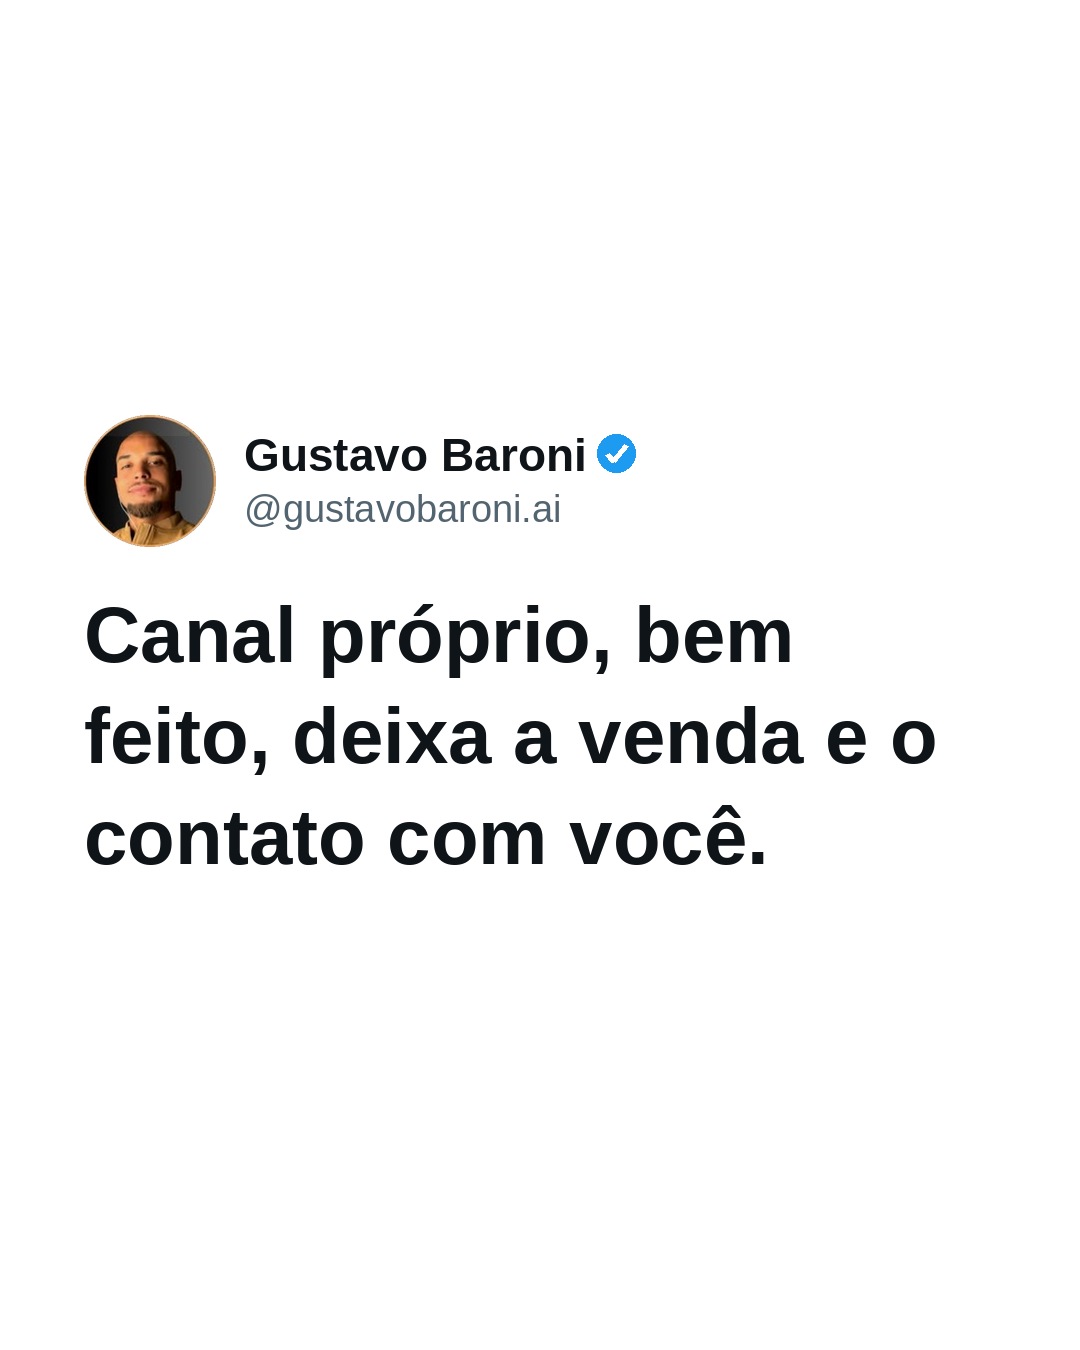 Gustavo Baroni
@gustavobaroni.ai
Canal próprio, bem
feito, deixa a venda e o
contato com você.